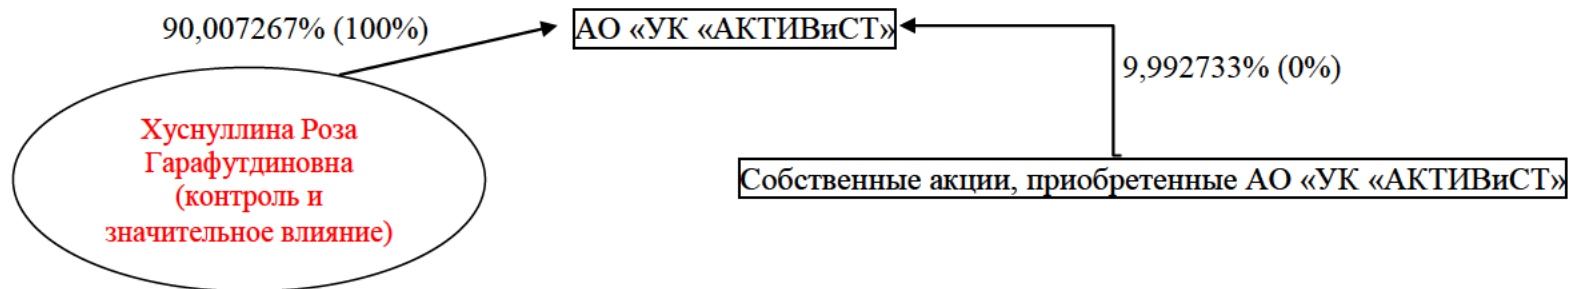 90,007267% (100%)
АО «УК «АКТИВиСТ»
9,992733% (0%)
Хуснуллина Роза
Гарафутдиновна
(контроль и
значительное влияние)
Собственные акции, приобретенные АО «УК «АКТИВиСТ»